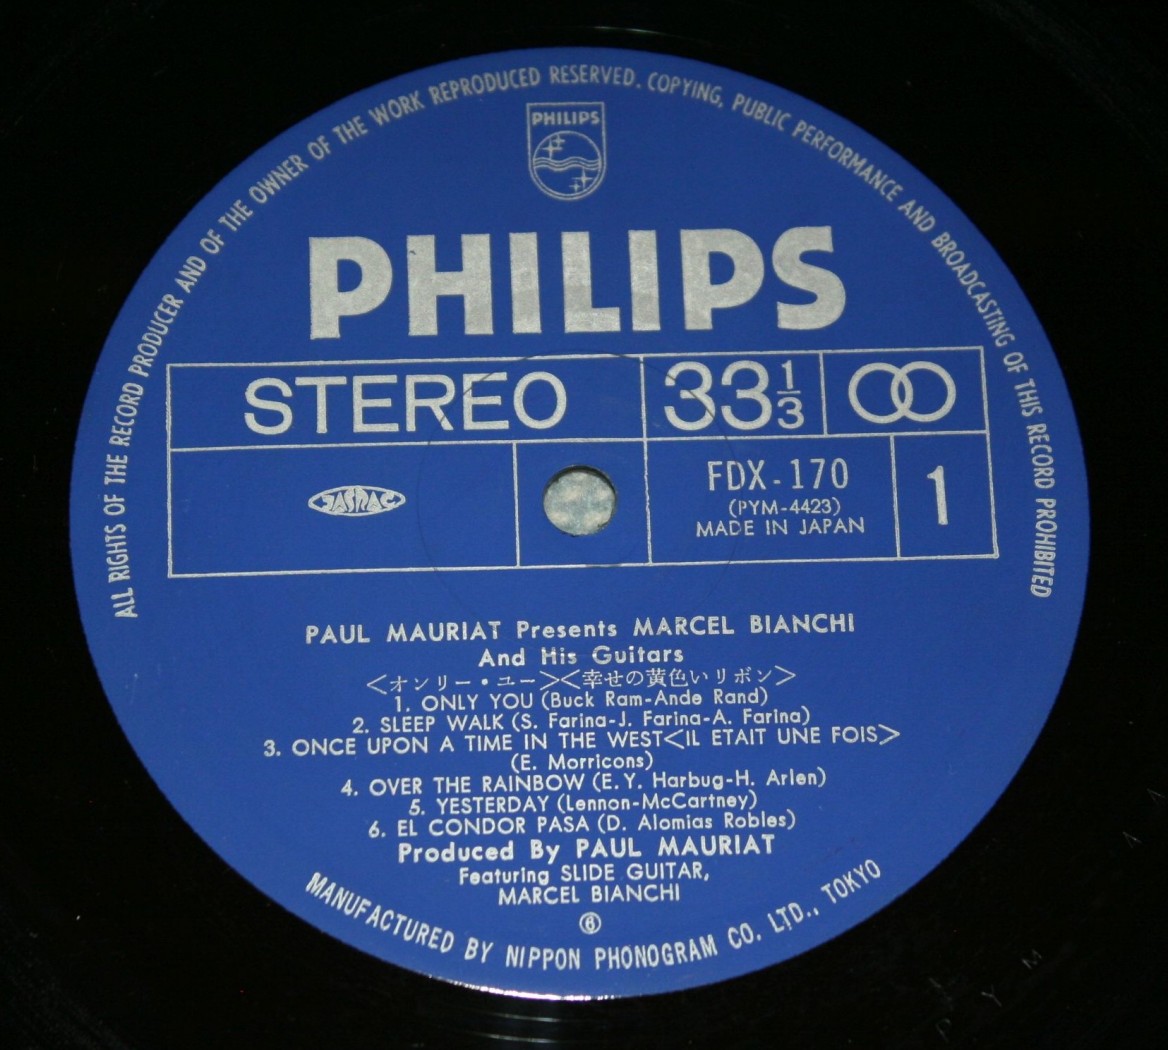 ALL RIGHTS OF THE RECORD PRODUCER AND OF THE OWNER OF THE WORK REPRODUCED RESERVED. COPYING, PUBLIC PERFORMANCE AND BROADCASTING OF THIS RECORD PROHIBITED
PHILIPS
PHILIPS
STEREO 33 1/3
JASRAC FDX-170 1
(PYM-4423)
MADE IN JAPAN
PAUL MAURIAT Presents MARCEL BIANCHI
And His Guitars
<オンリー・ユー><幸せの黄色いリボン>
1. ONLY YOU (Buck Ram-Ande Rand)
2. SLEEP WALK (S. Farina-J. Farina-A. Farina)
3. ONCE UPON A TIME IN THE WEST<IL ETAIT UNE FOIS>
(E. Morricons)
4. OVER THE RAINBOW (E. Y. Harbug-H. Arlen)
5. YESTERDAY (Lennon-McCartney)
6. EL CONDOR PASA (D. Alomias Robles)
Produced By PAUL MAURIAT
Featuring SLIDE GUITAR,
MARCEL BIANCHI
⑥
MANUFACTURED BY NIPPON PHONOGRAM CO. LTD., TOKYO